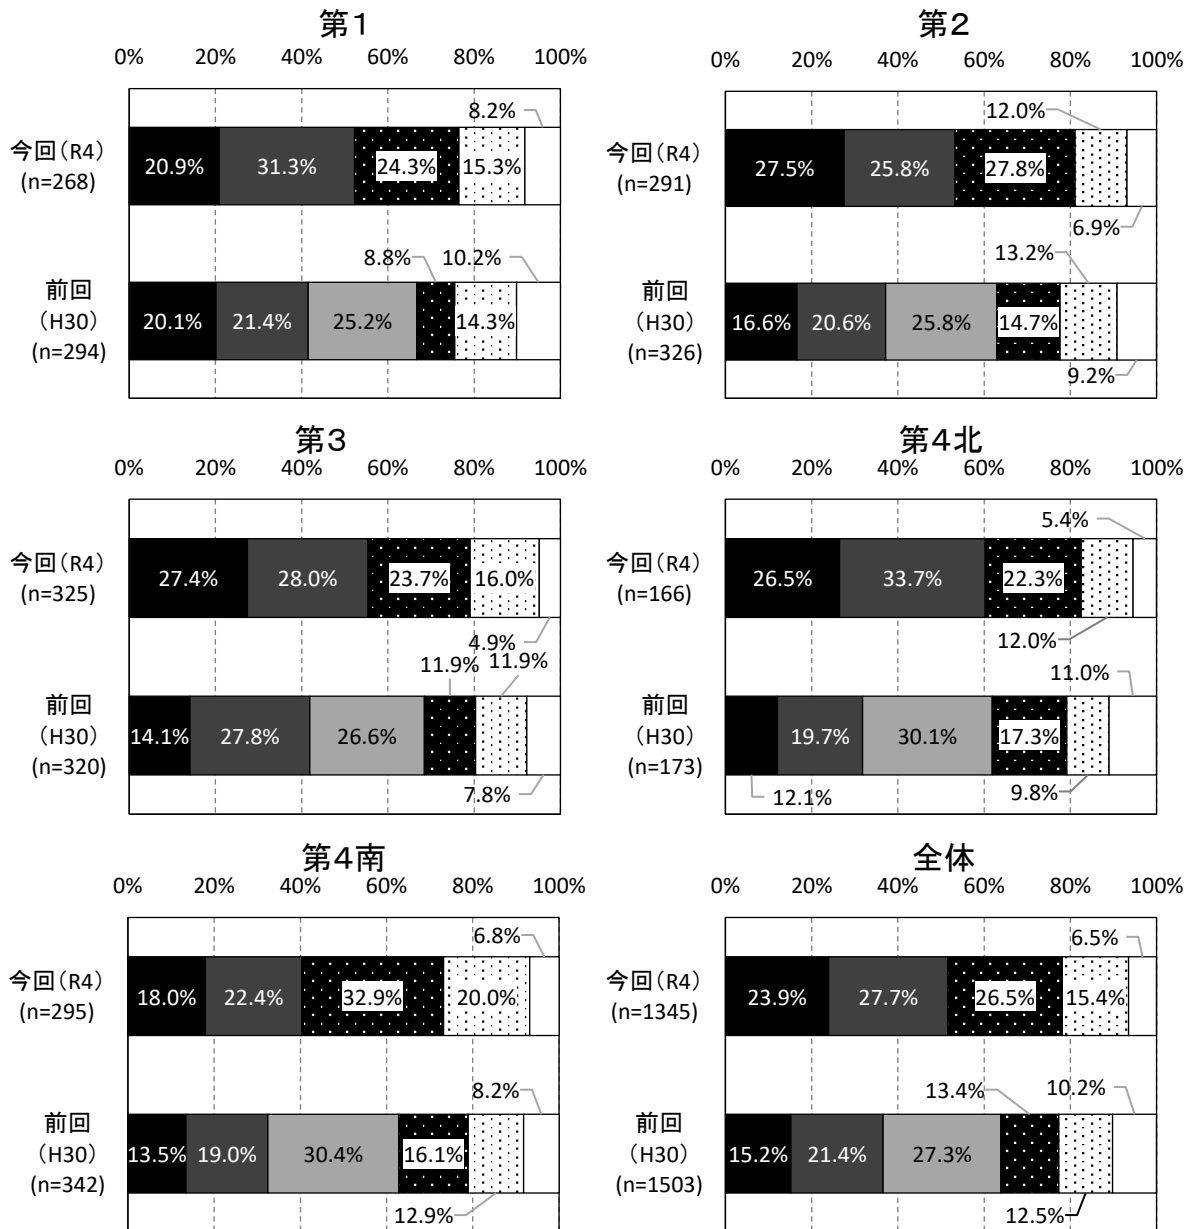 第1
0% 20% 40% 60% 80% 100%
8.2%
今回(R4)
(n=268)
20.9% 31.3% 24.3% 15.3%
8.8% 10.2%
前回
(H30)
(n=294)
20.1% 21.4% 25.2% 14.3%
第2
0% 20% 40% 60% 80% 100%
12.0%
今回(R4)
(n=291)
27.5% 25.8% 27.8%
6.9%
13.2%
前回
(H30)
(n=326)
16.6% 20.6% 25.8% 14.7%
9.2%
第3
0% 20% 40% 60% 80% 100%
今回(R4)
(n=325)
27.4% 28.0% 23.7% 16.0%
4.9%
11.9% 11.9%
前回
(H30)
(n=320)
14.1% 27.8% 26.6%
7.8%
第4北
0% 20% 40% 60% 80% 100%
5.4%
今回(R4)
(n=166)
26.5% 33.7% 22.3%
12.0%
11.0%
前回
(H30)
(n=173)
19.7% 30.1% 17.3%
12.1% 9.8%
第4南
0% 20% 40% 60% 80% 100%
6.8%
今回(R4)
(n=295)
18.0% 22.4% 32.9% 20.0%
8.2%
前回
(H30)
(n=342)
13.5% 19.0% 30.4% 16.1%
12.9%
全体
0% 20% 40% 60% 80% 100%
6.5%
今回(R4)
(n=1345)
23.9% 27.7% 26.5% 15.4%
13.4% 10.2%
前回
(H30)
(n=1503)
15.2% 21.4% 27.3%
12.5%